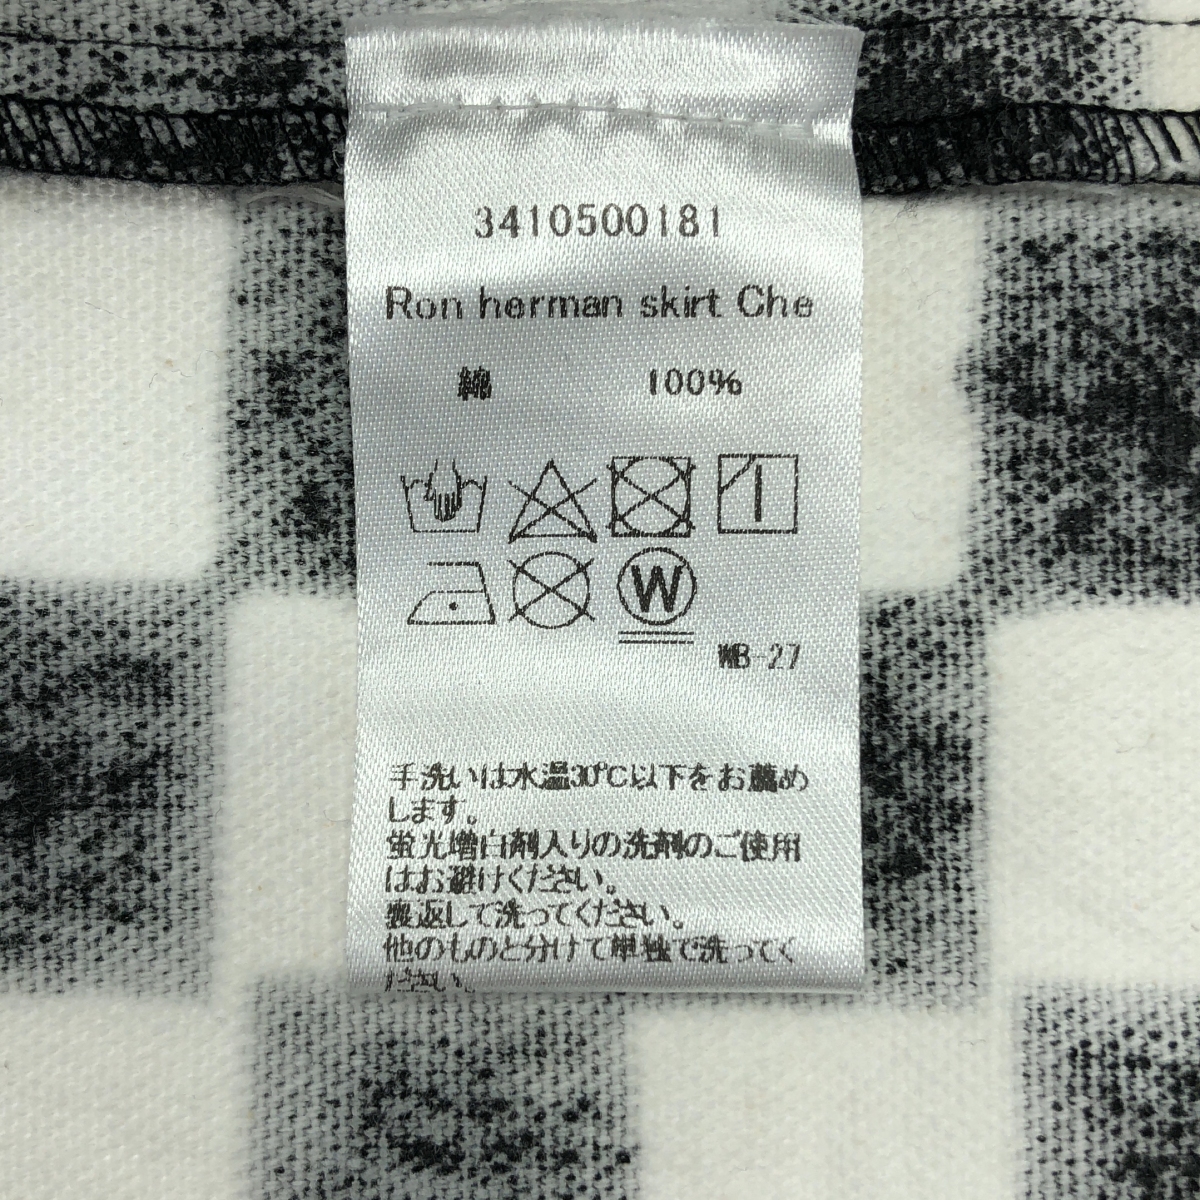 3410500181
Ron herman skirt Che
綿 100%
W
WB-27
手洗いは水温30℃以下をお薦め
します。
蛍光増白剤入りの洗剤のご使用
はお避けください。
裏返して洗ってください。
他のものと分けて単独で洗ってく
ださい。